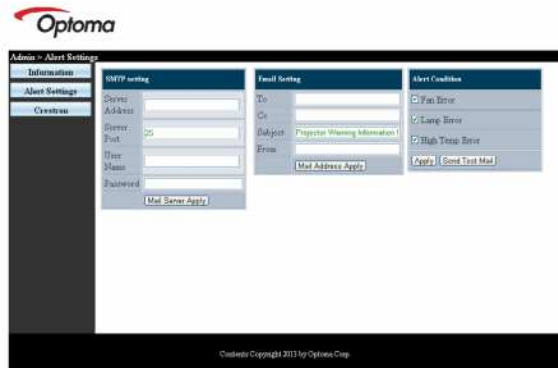 Optoma
Admin > Alert Settings
Information
Alert Settings
Crestron
SMTP setting
Server Address
Server Port
25
User Name
Password
Mail Server Apply
Email Setting
To
Cc
Subject
Projector Warning Information
From
Mail Address Apply
Alert Condition
Fan Error
Lamp Error
High Temp Error
Apply
Send Test Mail
Contents Copyright 2013 by Optoma Corp.